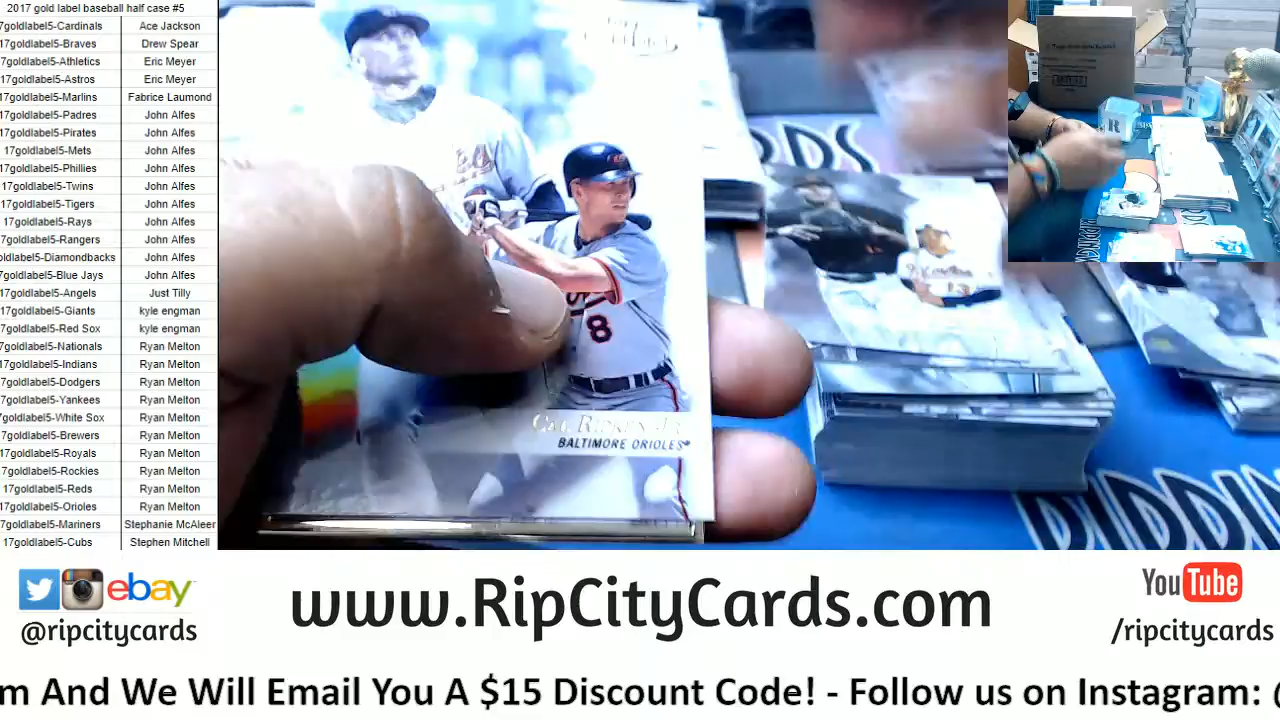 2017 gold label baseball half case #5
7goldlabel5-Cardinals Ace Jackson
17goldlabel5-Braves Drew Spear
7goldlabel5-Athletics Eric Meyer
17goldlabel5-Astros Eric Meyer
17goldlabel5-Marlins Fabrice Laumond
17goldlabel5-Padres John Alfes
17goldlabel5-Pirates John Alfes
17goldlabel5-Mets John Alfes
17goldlabel5-Phillies John Alfes
17goldlabel5-Twins John Alfes
17goldlabel5-Tigers John Alfes
17goldlabel5-Rays John Alfes
17goldlabel5-Rangers John Alfes
oldlabel5-Diamondbacks John Alfes
17goldlabel5-Blue Jays John Alfes
17goldlabel5-Angels Just Tilly
17goldlabel5-Giants kyle engman
17goldlabel5-Red Sox kyle engman
7goldlabel5-Nationals Ryan Melton
17goldlabel5-Indians Ryan Melton
7goldlabel5-Dodgers Ryan Melton
7goldlabel5-Yankees Ryan Melton
7goldlabel5-White Sox Ryan Melton
7goldlabel5-Brewers Ryan Melton
17goldlabel5-Royals Ryan Melton
7goldlabel5-Rockies Ryan Melton
17goldlabel5-Reds Ryan Melton
17goldlabel5-Orioles Ryan Melton
7goldlabel5-Mariners Stephanie McAleer
17goldlabel5-Cubs Stephen Mitchell
8
13
Cal Ripken Jr.
BALTIMORE ORIOLES
R
T
ebay
@ripcitycards
www.RipCityCards.com
YouTube
/ripcitycards
m And We Will Email You A $15 Discount Code! - Follow us on Instagram: @